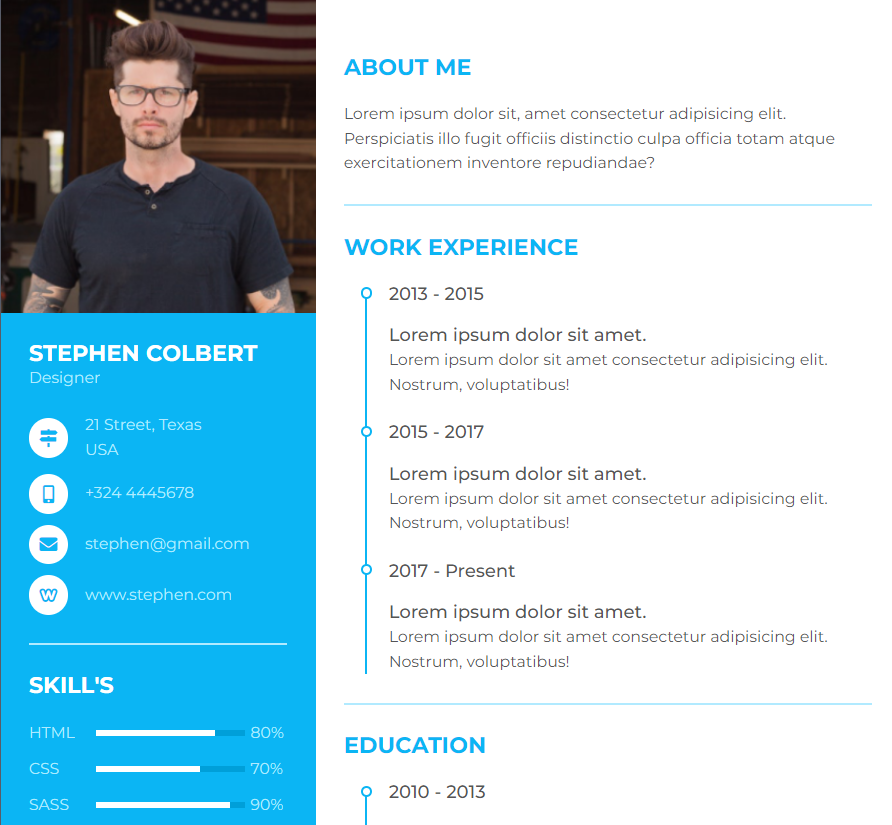 STEPHEN COLBERT
Designer
21 Street, Texas
USA
+324 4445678
stephen@gmail.com
www.stephen.com
SKILL'S
HTML 80%
CSS 70%
SASS 90%
ABOUT ME
Lorem ipsum dolor sit, amet consectetur adipisicing elit.
Perspiciatis illo fugit officiis distinctio culpa officia totam atque
exercitationem inventore repudiandae?
WORK EXPERIENCE
2013 - 2015
Lorem ipsum dolor sit amet.
Lorem ipsum dolor sit amet consectetur adipisicing elit.
Nostrum, voluptatibus!
2015 - 2017
Lorem ipsum dolor sit amet.
Lorem ipsum dolor sit amet consectetur adipisicing elit.
Nostrum, voluptatibus!
2017 - Present
Lorem ipsum dolor sit amet.
Lorem ipsum dolor sit amet consectetur adipisicing elit.
Nostrum, voluptatibus!
EDUCATION
2010 - 2013